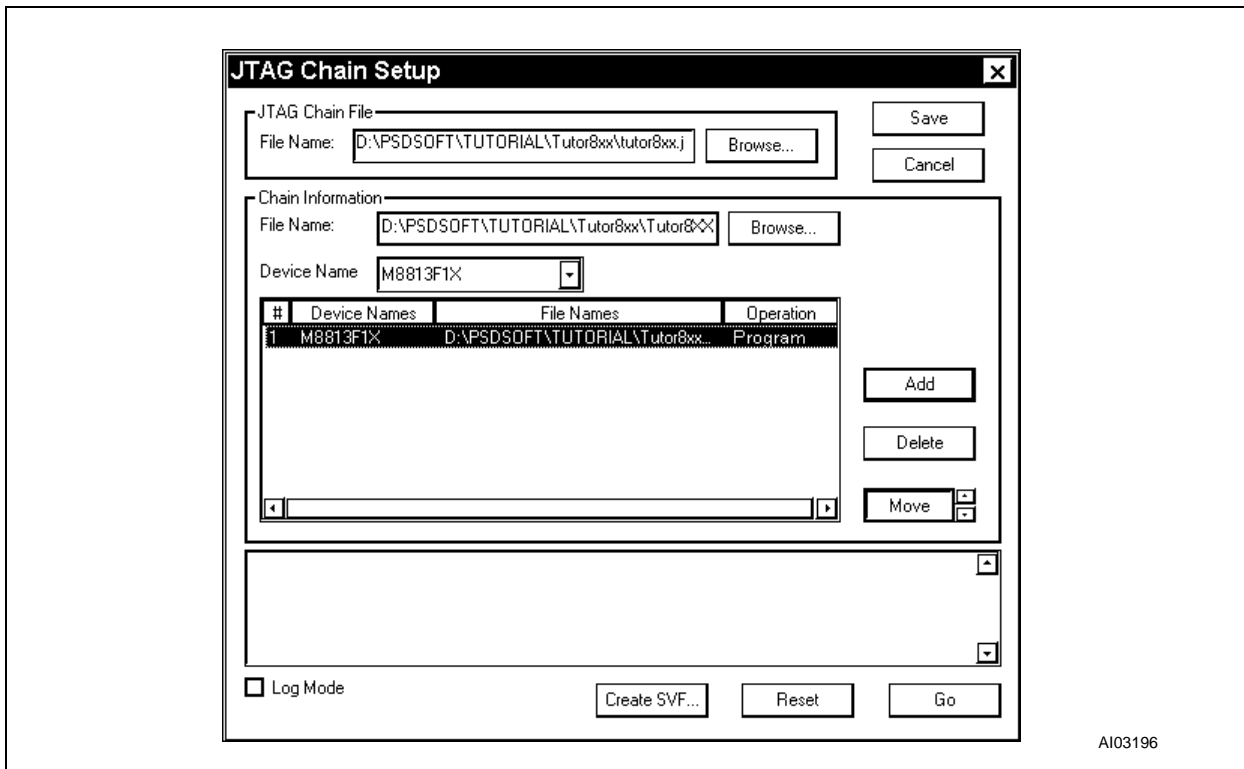 JTAG Chain Setup
JTAG Chain File
File Name: D:\PSDSOFT\TUTORIAL\Tutor8xx\tutor8xx.j Browse...
Save
Cancel
Chain Information
File Name: D:\PSDSOFT\TUTORIAL\Tutor8xx\Tutor8XX Browse...
Device Name M8813F1X
# Device Names File Names Operation
1 M8813F1X D:\PSDSOFT\TUTORIAL\Tutor8xx... Program
Add
Delete
Move
Log Mode
Create SVF... Reset Go
AI03196